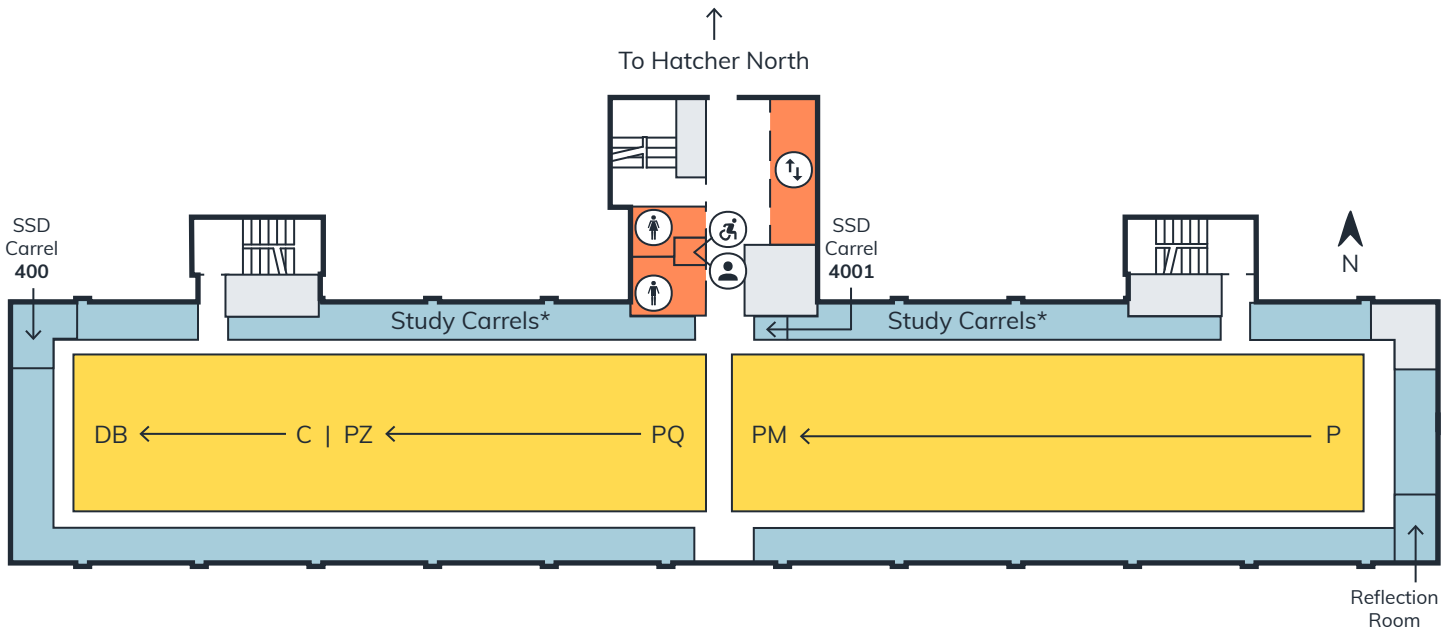 To Hatcher North
SSD
Carrel
400
SSD
Carrel
4001
N
Study Carrels*
Study Carrels*
DB
C | PZ
PQ
PM
P
Reflection
Room